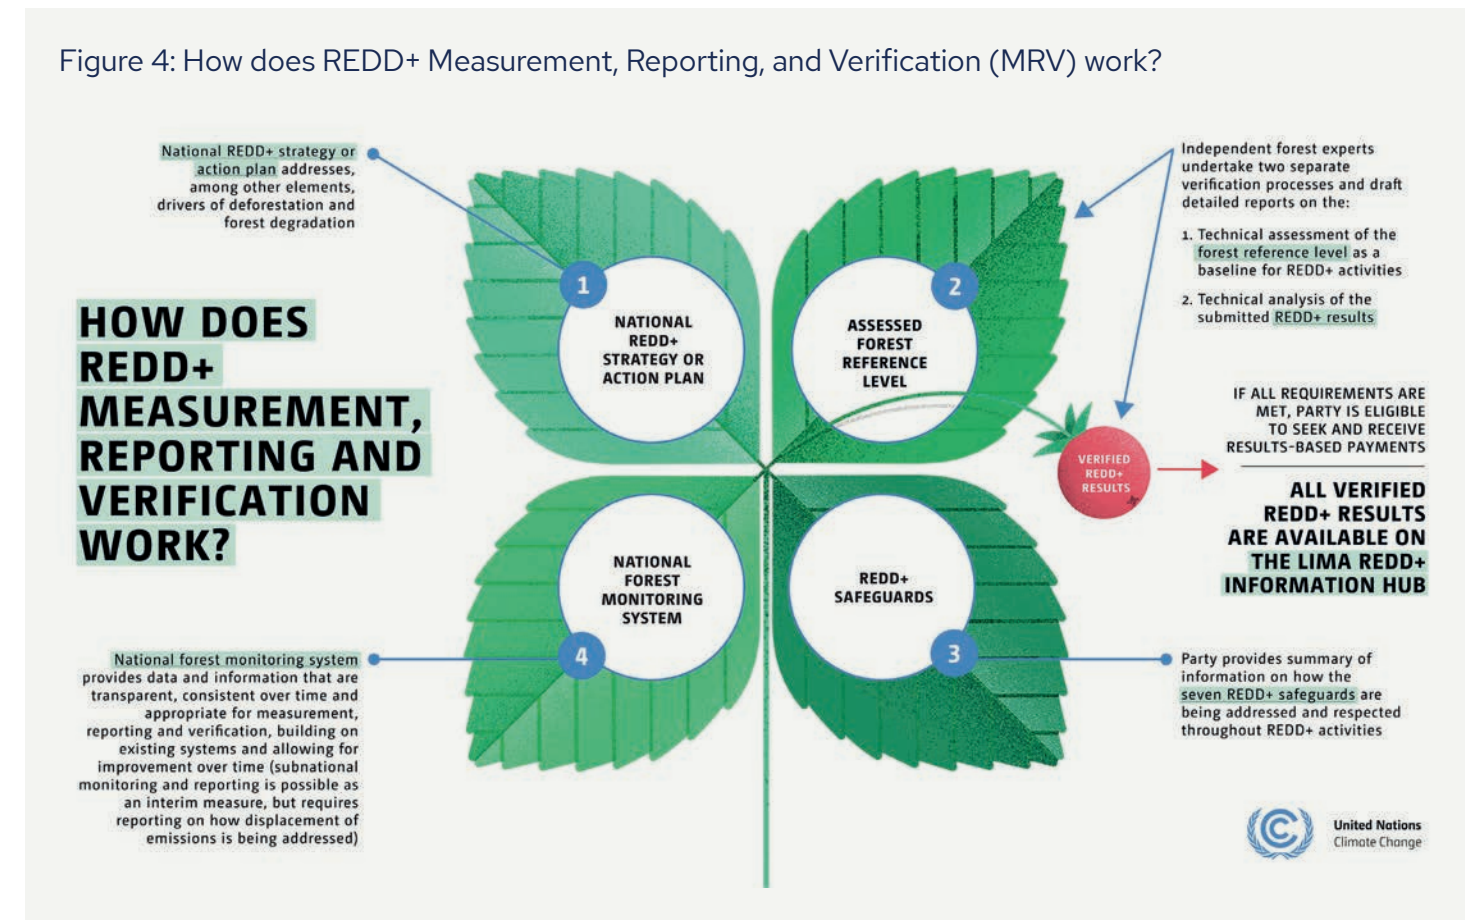 Figure 4: How does REDD+ Measurement, Reporting, and Verification (MRV) work?
National REDD+ strategy or
action plan addresses,
among other elements,
drivers of deforestation and
forest degradation
HOW DOES
REDD+
MEASUREMENT,
REPORTING AND
VERIFICATION
WORK?
1
NATIONAL
REDD+
STRATEGY OR
ACTION PLAN
2
ASSESSED
FOREST
REFERENCE
LEVEL
Independent forest experts
undertake two separate
verification processes and draft
detailed reports on the:
1. Technical assessment of the
forest reference level as a
baseline for REDD+ activities
2. Technical analysis of the
submitted REDD+ results
VERIFIED
REDD+
RESULTS
IF ALL REQUIREMENTS ARE
MET, PARTY IS ELIGIBLE
TO SEEK AND RECEIVE
RESULTS-BASED PAYMENTS
ALL VERIFIED
REDD+ RESULTS
ARE AVAILABLE ON
THE LIMA REDD+
INFORMATION HUB
NATIONAL
FOREST
MONITORING
SYSTEM
4
REDD+
SAFEGUARDS
3
National forest monitoring system
provides data and information that are
transparent, consistent over time and
appropriate for measurement,
reporting and verification, building on
existing systems and allowing for
improvement over time (subnational
monitoring and reporting is possible as
an interim measure, but requires
reporting on how displacement of
emissions is being addressed)
Party provides summary of
information on how the
seven REDD+ safeguards are
being addressed and respected
throughout REDD+ activities
United Nations
Climate Change